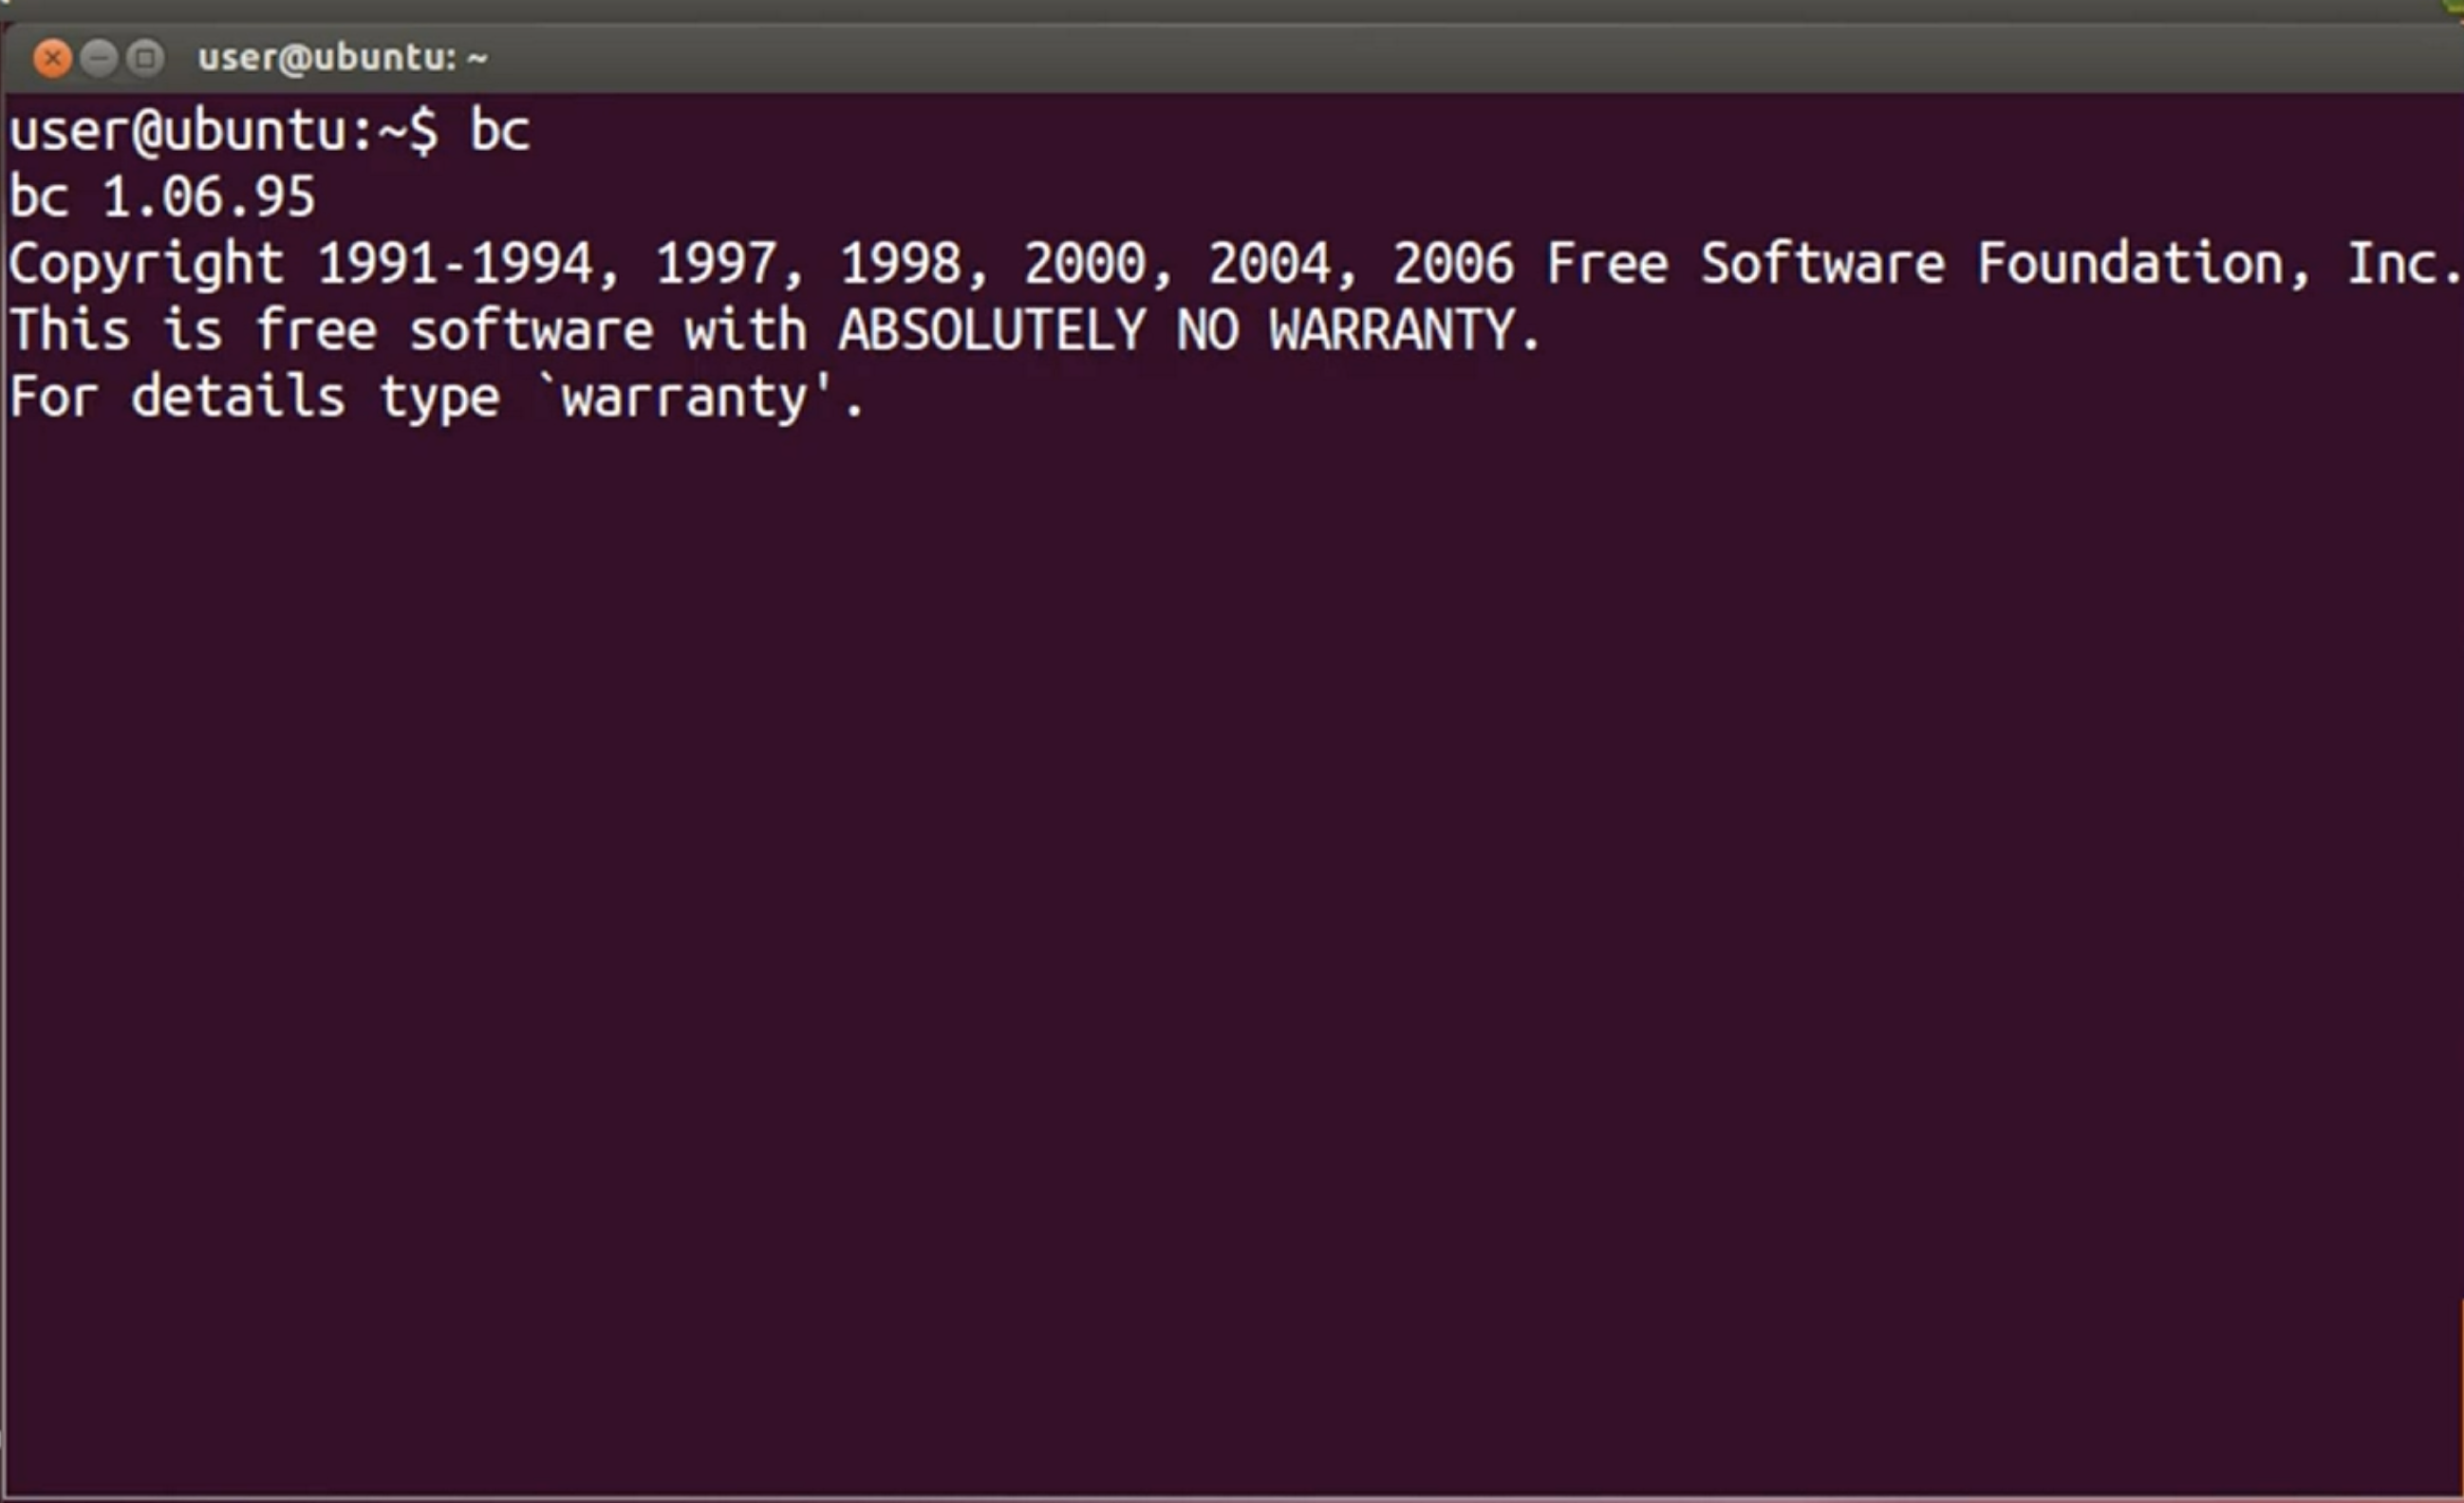 user@ubuntu: ~
user@ubuntu:~$ bc
bc 1.06.95
Copyright 1991-1994, 1997, 1998, 2000, 2004, 2006 Free Software Foundation, Inc.
This is free software with ABSOLUTELY NO WARRANTY.
For details type `warranty'.